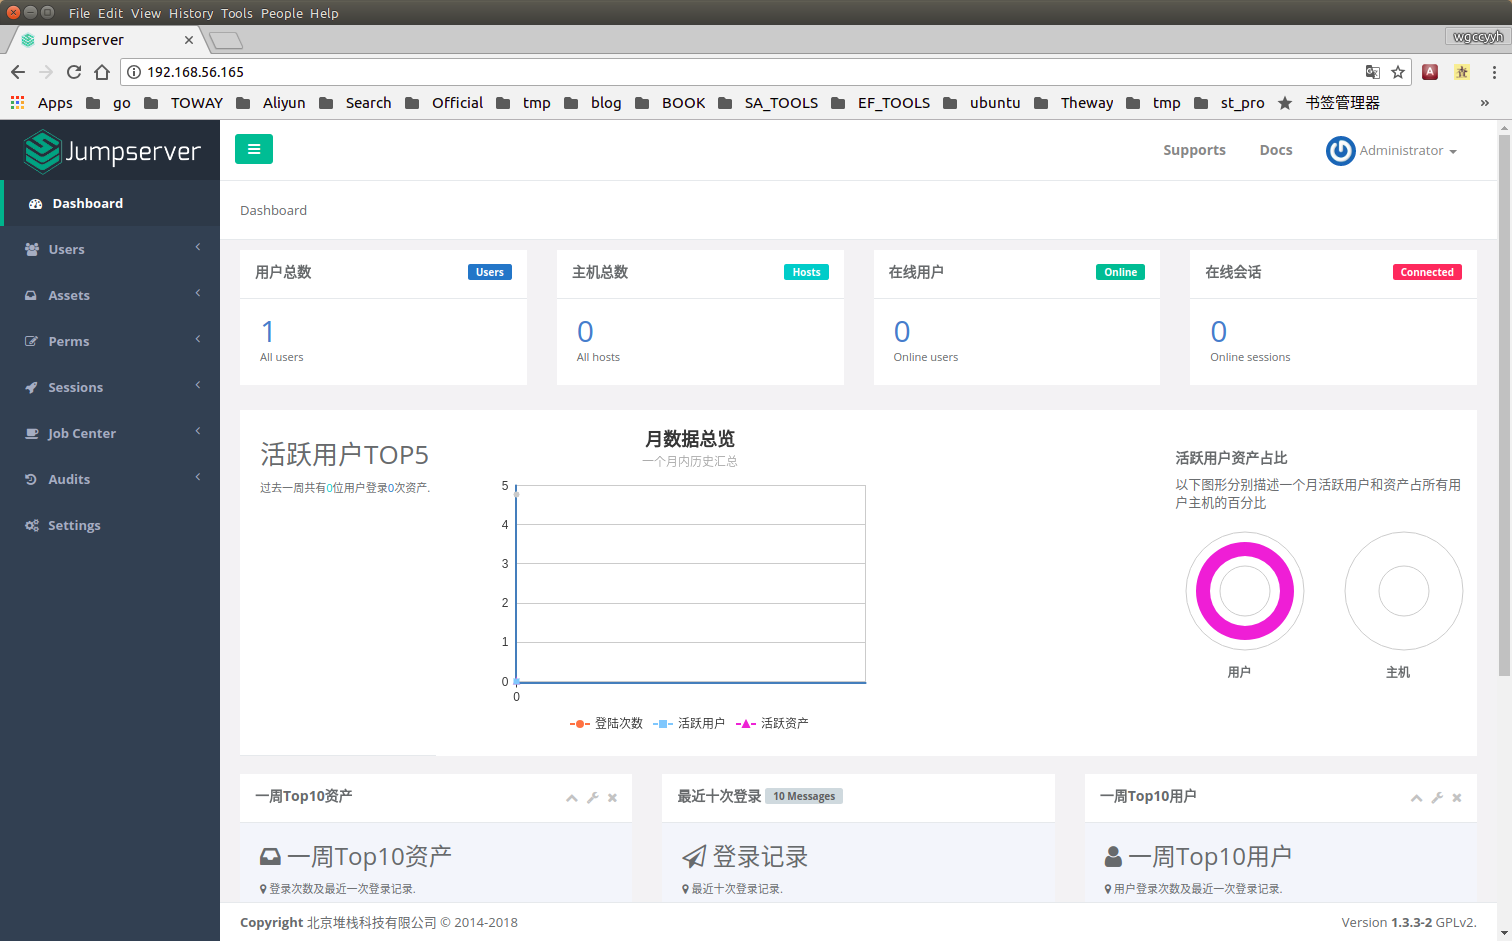 File Edit View History Tools People Help
Jumpserver
wgccyyh
192.168.56.165
Apps go TOWAY Aliyun Search Official tmp blog BOOK SA_TOOLS EF_TOOLS ubuntu Theway tmp st_pro 书签管理器 »
Jumpserver
Supports Docs Administrator
Dashboard
Users
Assets
Perms
Sessions
Job Center
Audits
Settings
Dashboard
用户总数 Users
1
All users
主机总数 Hosts
0
All hosts
在线用户 Online
0
Online users
在线会话 Connected
0
Online sessions
活跃用户TOP5
过去一周共有0位用户登录0次资产.
月数据总览
一个月内历史汇总
5
4
3
2
1
0
0
登陆次数 活跃用户 活跃资产
活跃用户资产占比
以下图形分别描述一个月活跃用户和资产占所有用
户主机的百分比
用户 主机
一周Top10资产
一周Top10资产
登录次数及最近一次登录记录.
最近十次登录 10 Messages
登录记录
最近十次登录记录.
一周Top10用户
一周Top10用户
用户登录次数及最近一次登录记录.
Copyright 北京堆栈科技有限公司 © 2014-2018
Version 1.3.3-2 GPLv2.